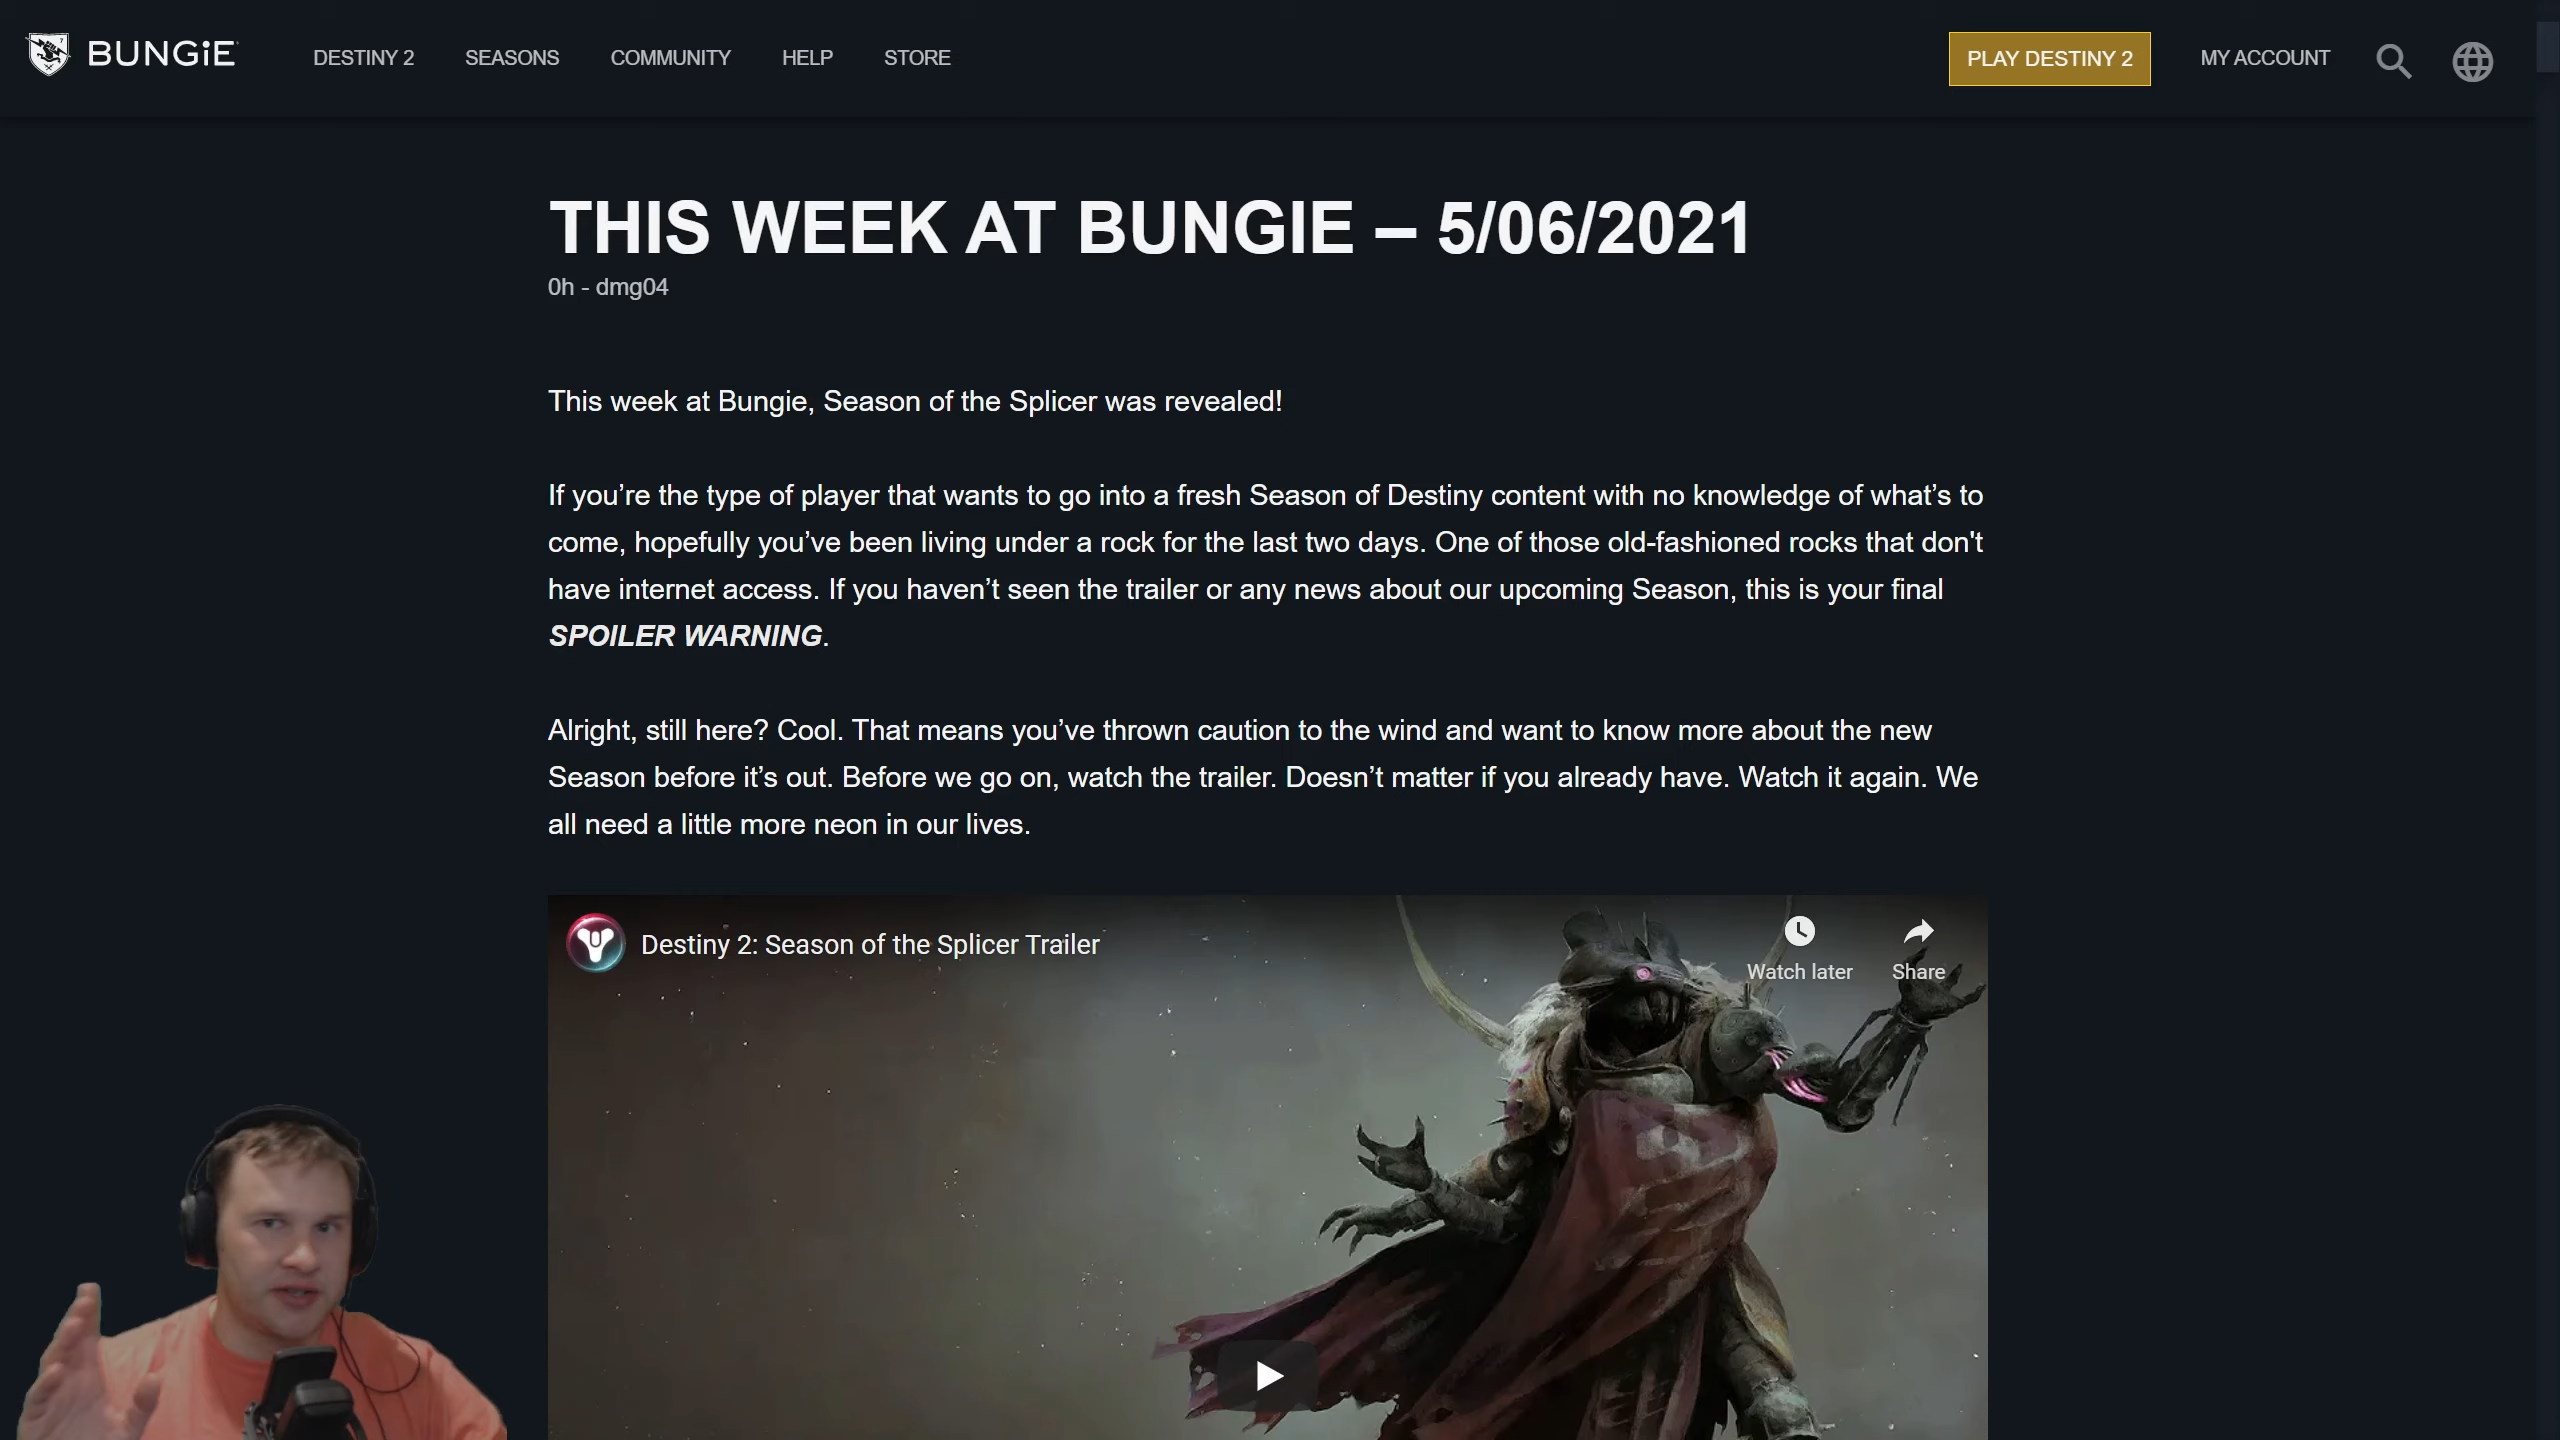 BUNGiE
DESTINY 2 SEASONS COMMUNITY HELP STORE
PLAY DESTINY 2 MY ACCOUNT
THIS WEEK AT BUNGIE – 5/06/2021
0h - dmg04
This week at Bungie, Season of the Splicer was revealed!
If you’re the type of player that wants to go into a fresh Season of Destiny content with no knowledge of what’s to
come, hopefully you’ve been living under a rock for the last two days. One of those old-fashioned rocks that don't
have internet access. If you haven’t seen the trailer or any news about our upcoming Season, this is your final
SPOILER WARNING.
Alright, still here? Cool. That means you’ve thrown caution to the wind and want to know more about the new
Season before it’s out. Before we go on, watch the trailer. Doesn’t matter if you already have. Watch it again. We
all need a little more neon in our lives.
Destiny 2: Season of the Splicer Trailer
Watch later Share